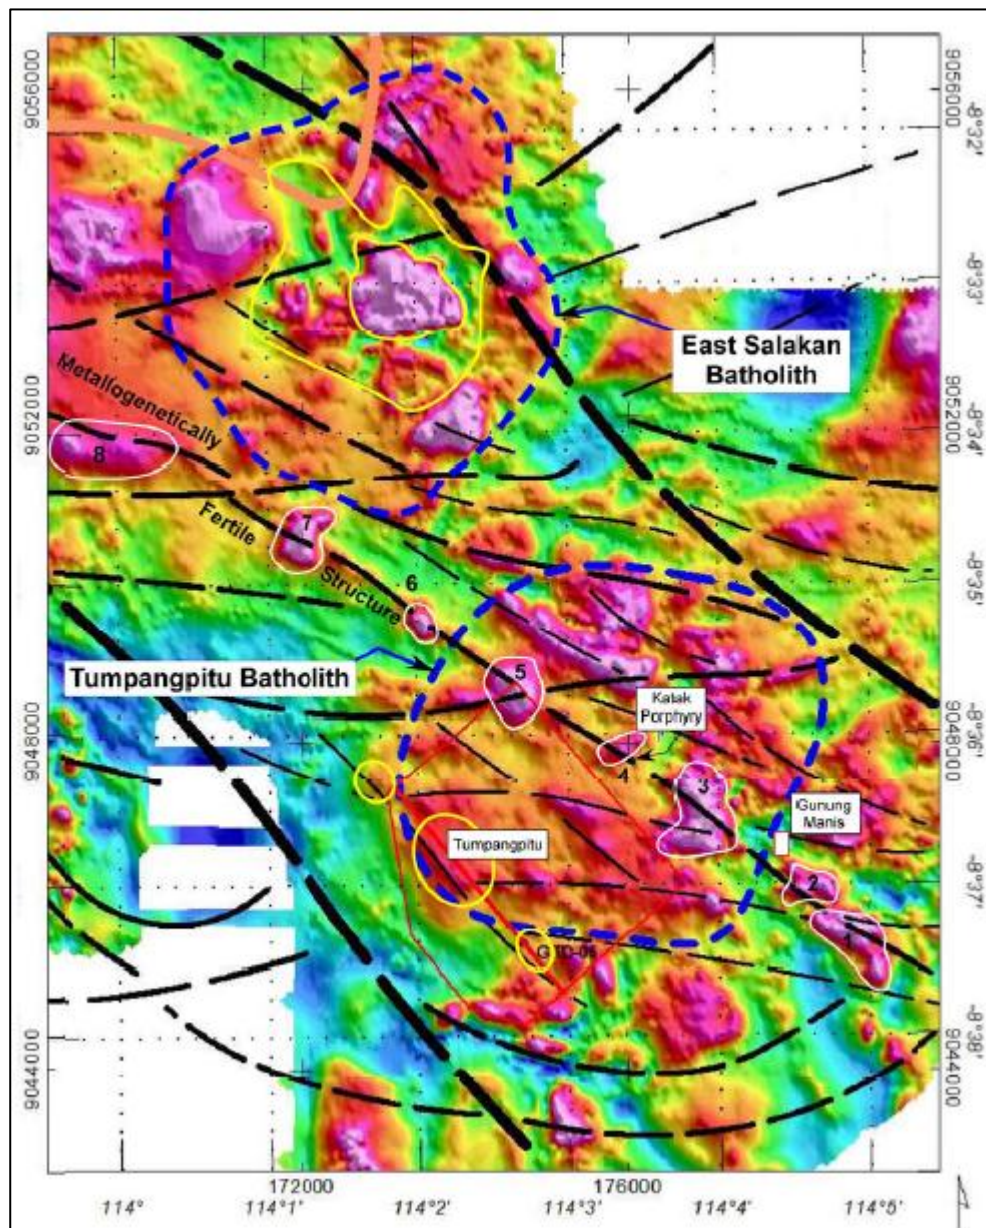 9056000
9056000
-8°32'
-8°33'
East Salakan
Batholith
Metallogenetically
9052000
9052000
-8°34'
8
Fertile
7
Structure
6
-8°35'
Tumpangpitu Batholith
5
Katak
Porphyry
9048000
9048000
-8°36'
4
3
Gunung
Manis
Tumpangpitu
2
-8°37'
1
-8°38'
9044000
9044000
172000
176000
114°
114°1'
114°2'
114°3'
114°4'
114°5'